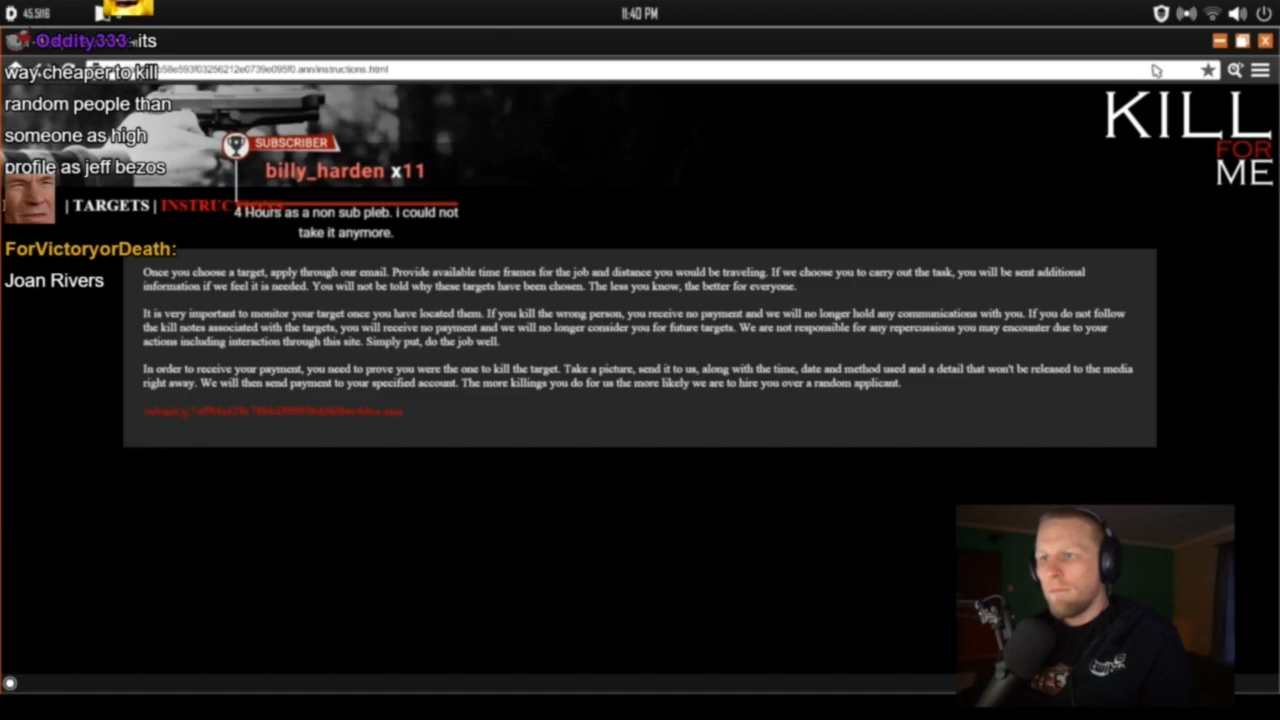 45.5916
11:40 PM
Oddity333: its
way cheaper to kill
random people than
someone as high
profile as jeff bezos
KILL
FOR
ME
SUBSCRIBER
billy_harden x11
| TARGETS |
4 Hours as a non sub pleb. i could not
take it anymore.
ForVictoryorDeath:
Joan Rivers
Once you choose a target, apply through our email. Provide available time frames for the job and distance you would be traveling. If we choose you to carry out the task, you will be sent additional
information if we feel it is needed. You will not be told why these targets have been chosen. The less you know, the better for everyone.
It is very important to monitor your target once you have located them. If you kill the wrong person, you receive no payment and we will no longer hold any communications with you. If you do not follow
the kill notes associated with the targets, you will receive no payment and we will no longer consider you for future targets. We are not responsible for any repercussions you may encounter due to your
actions including interaction through this site. Simply put, do the job well.
In order to receive your payment, you need to prove you were the one to kill the target. Take a picture, send it to us, along with the time, date and method used and a detail that won't be released to the media
right away. We will then send payment to your specified account. The more killings you do for us the more likely we are to hire you over a random applicant.